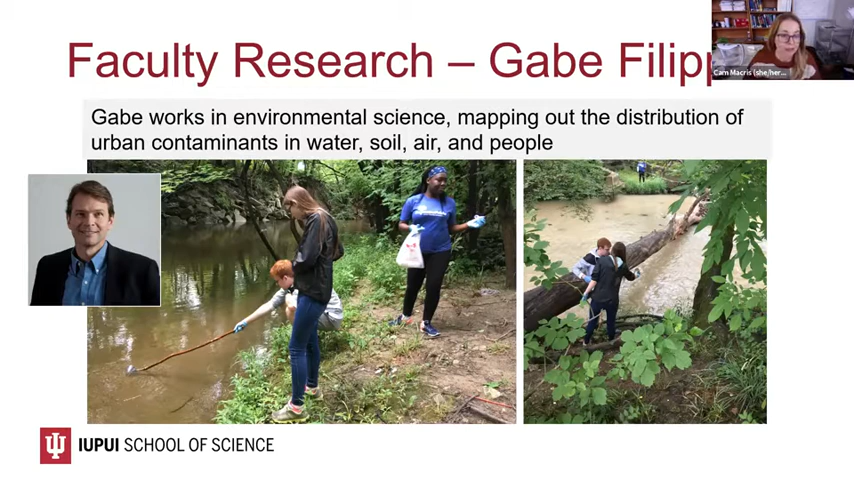 Faculty Research – Gabe Filipp
Cam Macris (she/her...
Gabe works in environmental science, mapping out the distribution of
urban contaminants in water, soil, air, and people
IUPUI SCHOOL OF SCIENCE